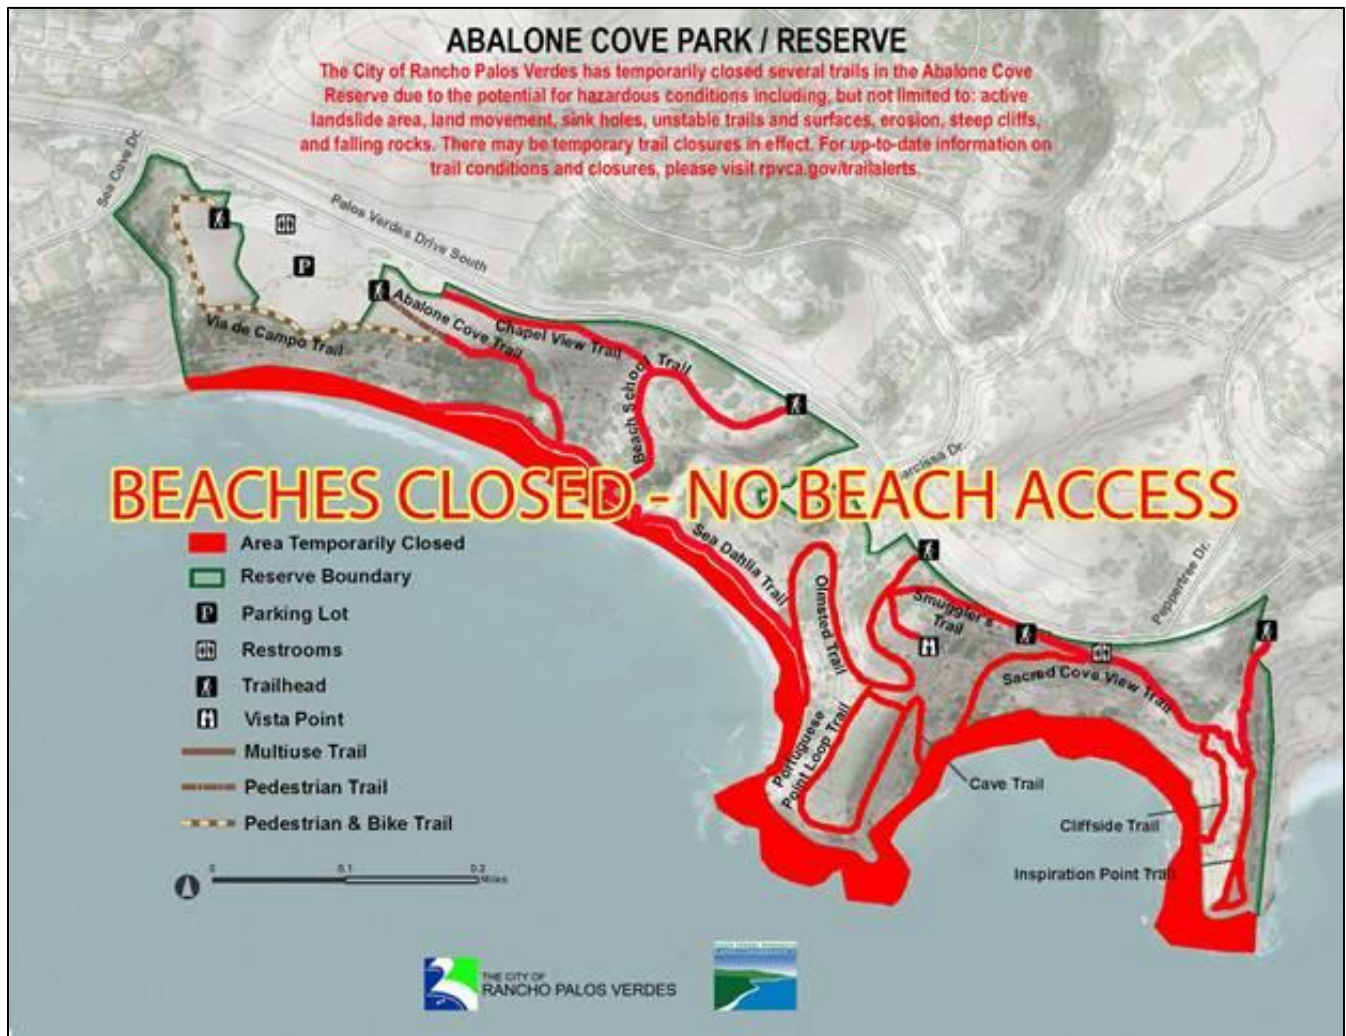 ABALONE COVE PARK / RESERVE
The City of Rancho Palos Verdes has temporarily closed several trails in the Abalone Cove
Reserve due to the potential for hazardous conditions including, but not limited to: active
landslide area, land movement, sink holes, unstable trails and surfaces, erosion, steep cliffs,
and falling rocks. There may be temporary trail closures in effect. For up-to-date information on
trail conditions and closures, please visit rpvca.gov/trailalerts
Sea Cove Dr.
Palos Verdes Drive South
P
Abalone Cove Trail
Via de Campo Trail
Chapel View Trail
Beach School Trail
arcissa Dr.
BEACHES CLOSED - NO BEACH ACCESS
Area Temporarily Closed
Reserve Boundary
P Parking Lot
Restrooms
Trailhead
Vista Point
Multiuse Trail
Pedestrian Trail
Pedestrian & Bike Trail
Sea Dahlia Trail
Olmsted Trail
Smuggler's
Trail
Peppertree Dr.
Sacred Cove View Trail
Portuguese
Point Loop Trail
Cave Trail
Cliffside Trail
Inspiration Point Trail
0 0.1 0.2
Miles
THE CITY OF
RANCHO PALOS VERDES